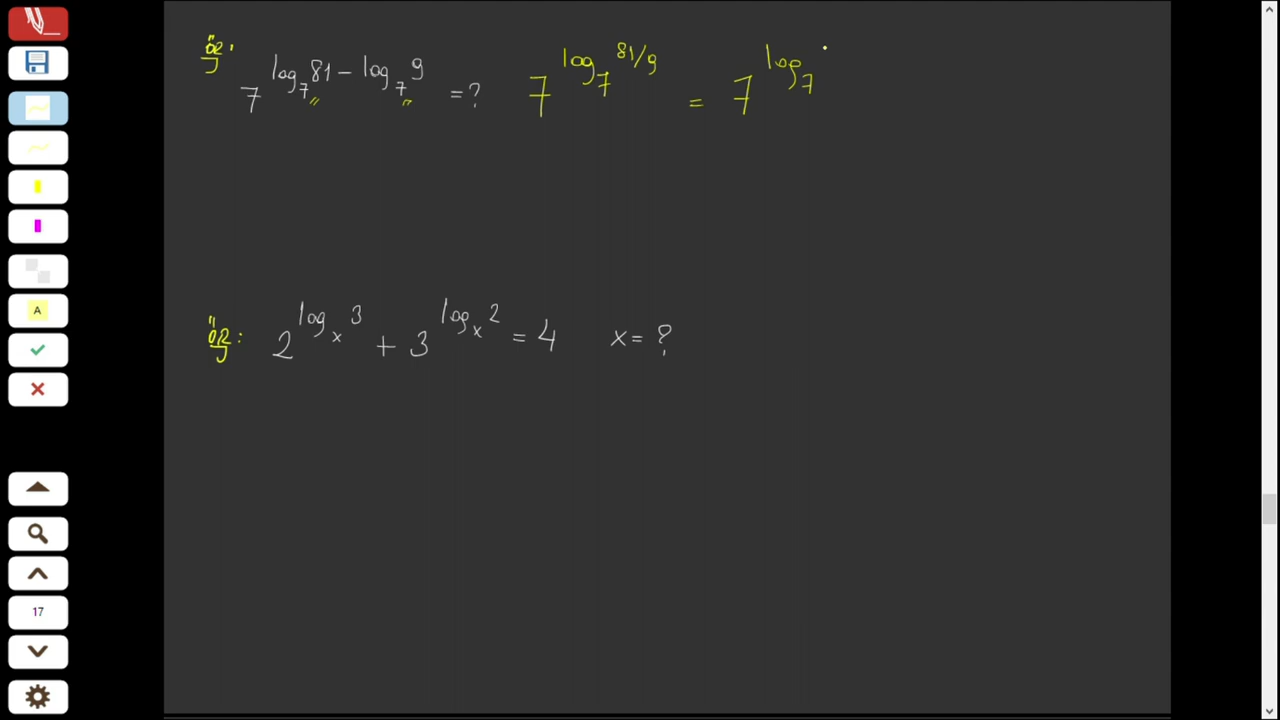 7^(log_7 81 − log_7 9) = ? 7^(log_7 81/9) = 7^(log_7
2^(log_x 3) + 3^(log_x 2) = 4 x = ?
A
17